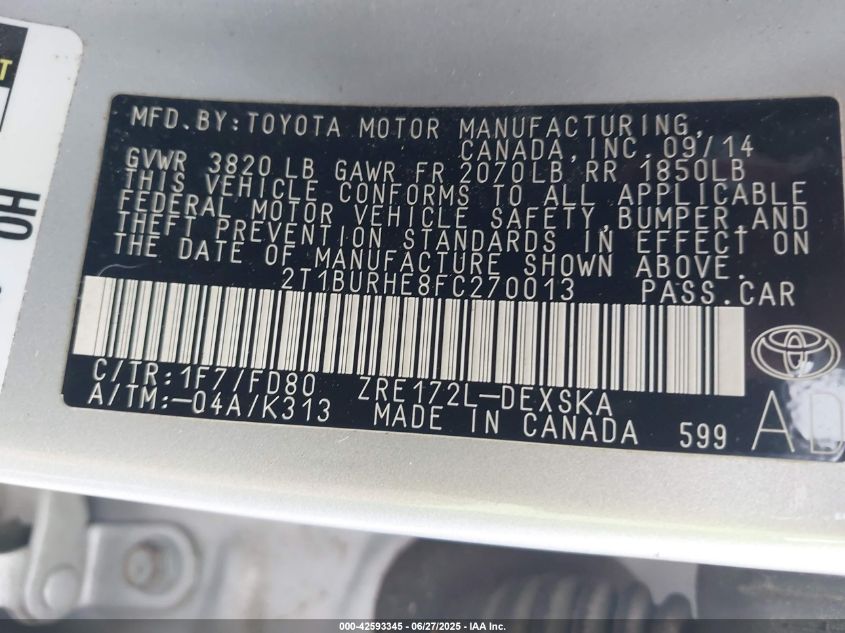 MFD.BY:TOYOTA MOTOR MANUFACTURING,
CANADA, INC. 09/14
GVWR 3820 LB GAWR FR 2070LB RR 1850LB
THIS VEHICLE CONFORMS TO ALL APPLICABLE
FEDERAL MOTOR VEHICLE SAFETY,BUMPER,AND
THEFT PREVENTION STANDARDS IN EFFECT ON
THE DATE OF MANUFACTURE SHOWN ABOVE.
2T1BURHE8FC270013 PASS.CAR
C/TR:1F7/FD80 ZRE172L-DEXSKA
A/TM:-04A/K313 MADE IN CANADA 599
AD
T
HO
000-42593345 - 06/27/2025 - IAA Inc.